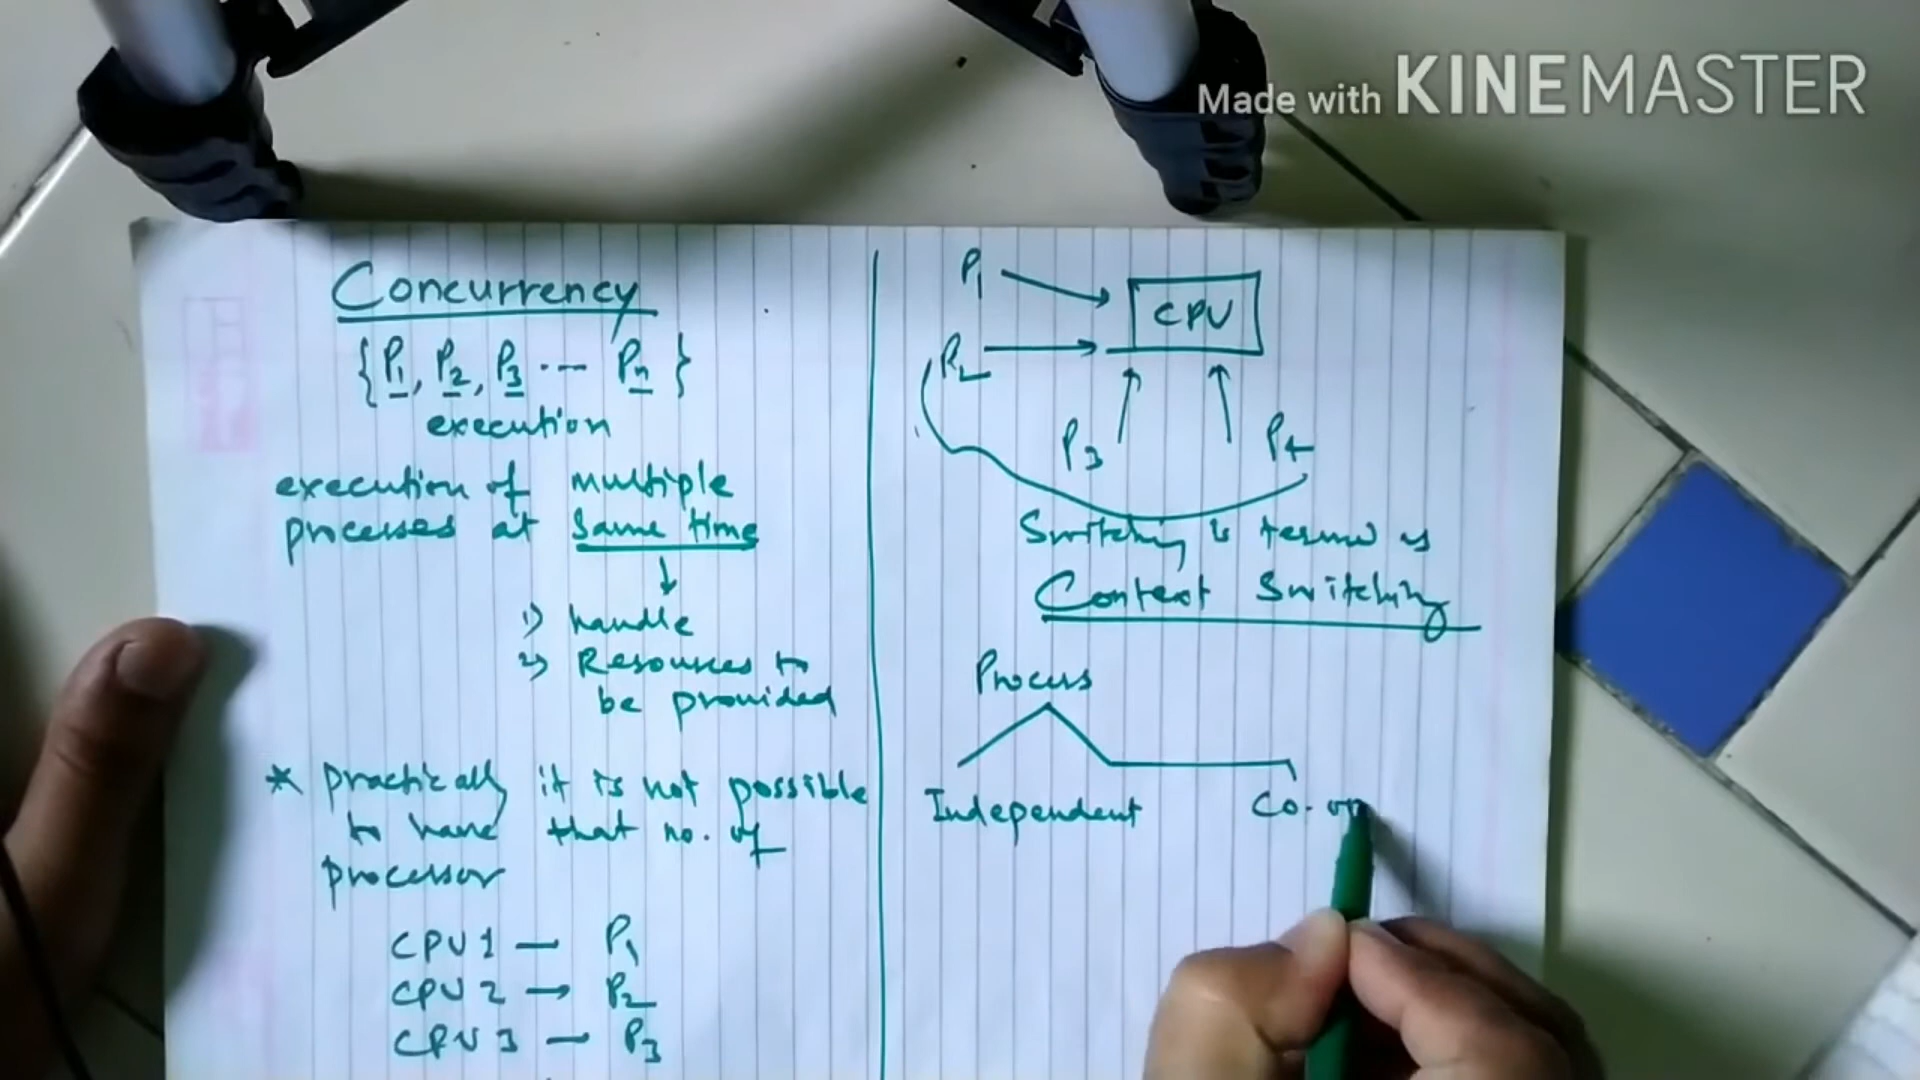 Made with KINEMASTER
Concurrency
{P1, P2, P3 --- Pn}
execution
execution of multiple
processes at same time
1) handle
2) Resources to
be provided
* practically it is not possible
to have that no. of
processor
CPU 1 — P1
CPU 2 → P2
CPU 3 — P3
P1
CPU
P2
P3 P4
Switching is termed as
Context Switching
Process
Independent Co-op